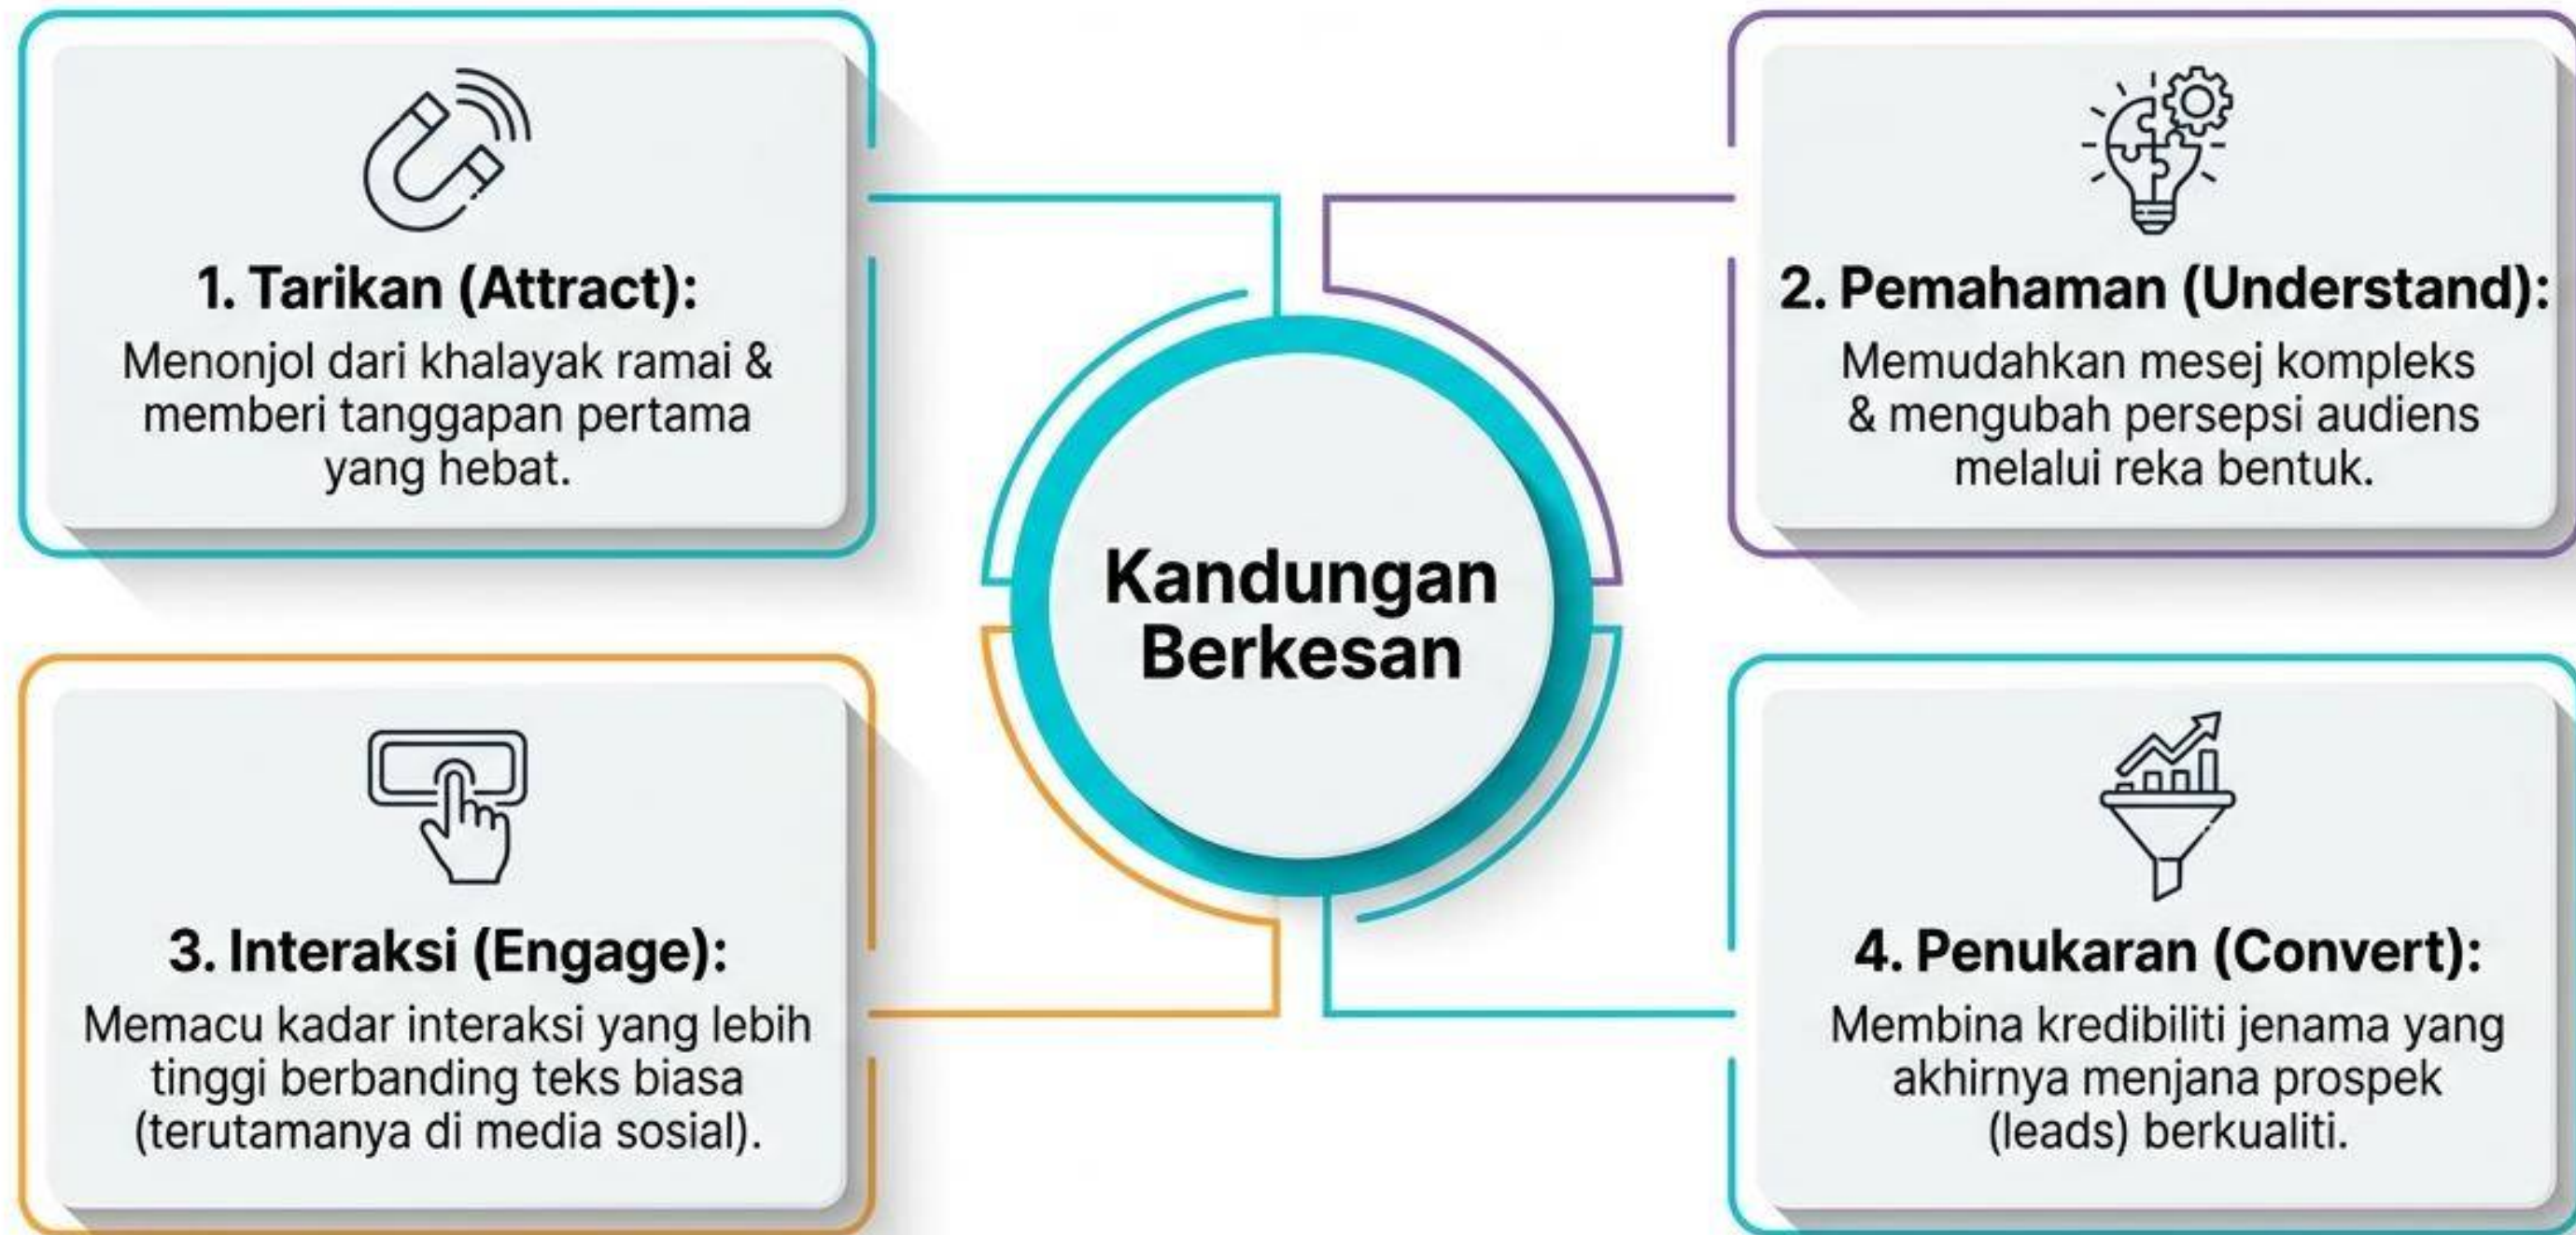 1. Tarikan (Attract):
Menonjol dari khalayak ramai &
memberi tanggapan pertama
yang hebat.
2. Pemahaman (Understand):
Memudahkan mesej kompleks
& mengubah persepsi audiens
melalui reka bentuk.
Kandungan
Berkesan
3. Interaksi (Engage):
Memacu kadar interaksi yang lebih
tinggi berbanding teks biasa
(terutamanya di media sosial).
4. Penukaran (Convert):
Membina kredibiliti jenama yang
akhirnya menjana prospek
(leads) berkualiti.